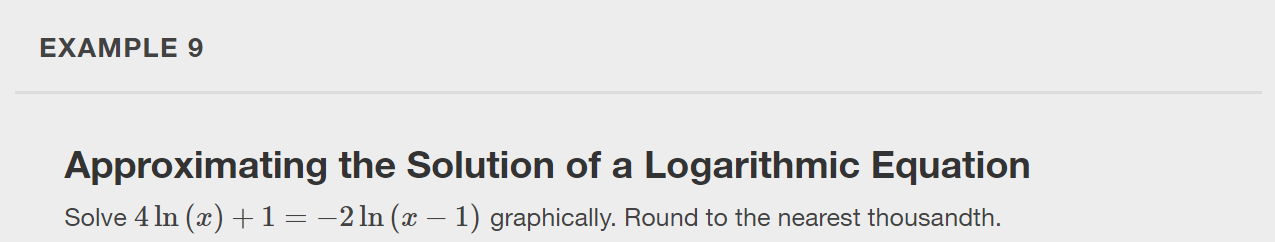 EXAMPLE 9
Approximating the Solution of a Logarithmic Equation
Solve 4 ln (x) + 1 = −2 ln (x − 1) graphically. Round to the nearest thousandth.